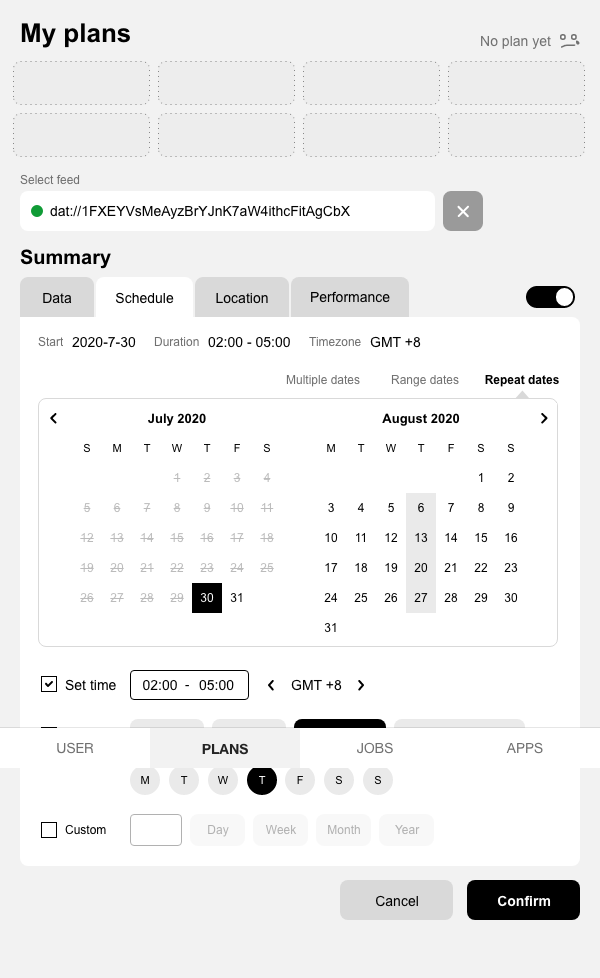 My plans
No plan yet
Select feed
dat://1FXEYVsMeAyzBrYJnK7aW4ithcFitAgCbX
Summary
Data Schedule Location Performance
Start 2020-7-30 Duration 02:00 - 05:00 Timezone GMT +8
Multiple dates Range dates Repeat dates
July 2020 August 2020
S M T W T F S M T W T F S S
1 2 3 4 1 2
5 6 7 8 9 10 11 3 4 5 6 7 8 9
12 13 14 15 16 17 18 10 11 12 13 14 15 16
19 20 21 22 23 24 25 17 18 19 20 21 22 23
26 27 28 29 30 31 24 25 26 27 28 29 30
31
Set time 02:00 - 05:00 GMT +8
USER PLANS JOBS APPS
M T W T F S S
Custom Day Week Month Year
Cancel Confirm